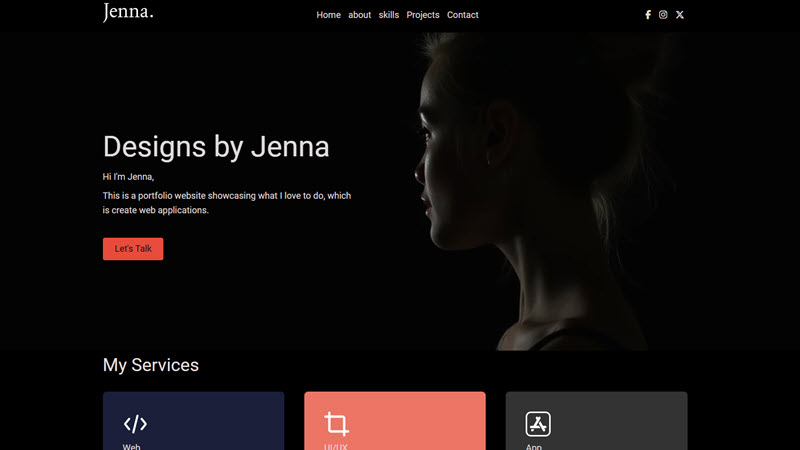 Jenna.
Home about skills Projects Contact
Designs by Jenna
Hi I'm Jenna,
This is a portfolio website showcasing what I love to do, which
is create web applications.
Let's Talk
My Services
Web
UI/UX
App